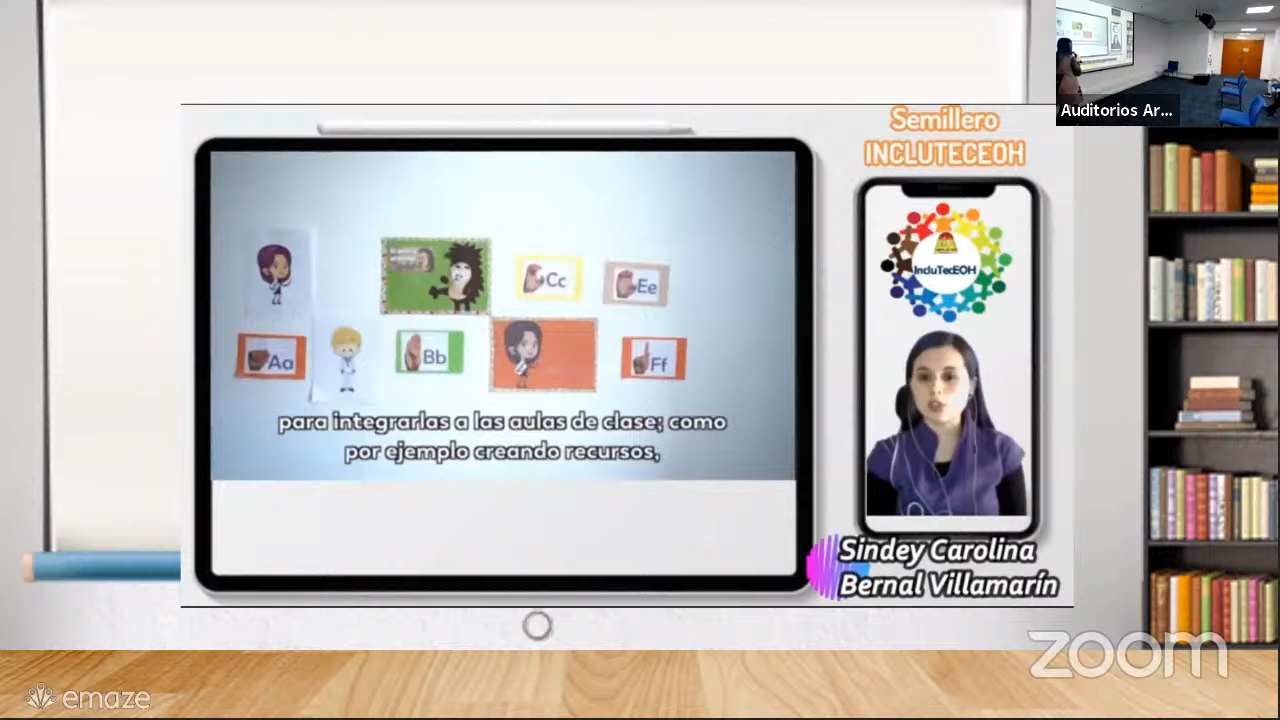 Auditorios Ar...
Semillero
INCLUTECEOH
IncluTecEOH
Cc
Ee
Aa
Bb
Ff
para integrarlas a las aulas de clase; como
por ejemplo creando recursos,
Sindey Carolina
Bernal Villamarín
zoom
emaze